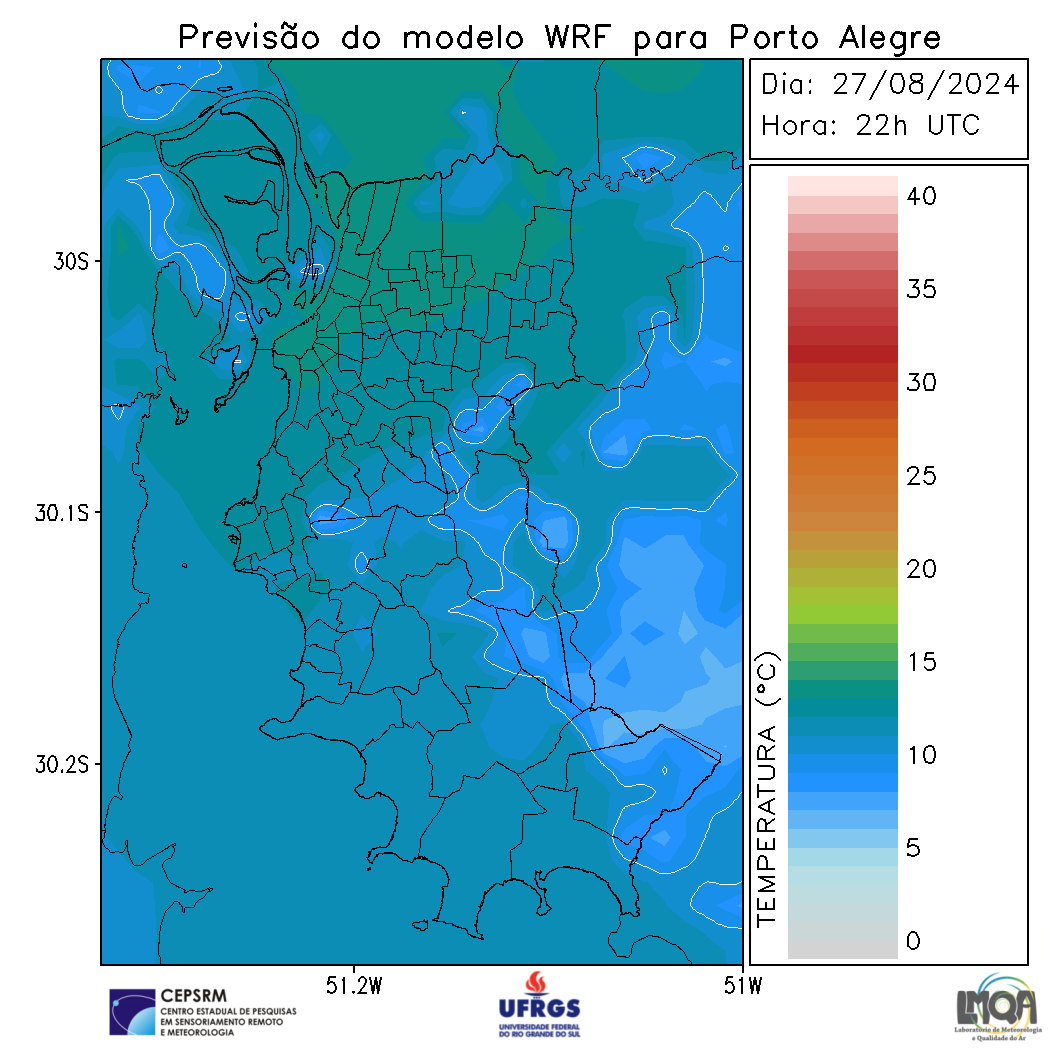 Previsão do modelo WRF para Porto Alegre
Dia: 27/08/2024
Hora: 22h UTC
40
35
30
25
20
15
10
5
0
TEMPERATURA (°C)
30S
30.1S
30.2S
51.2W
51W
CEPSRM
CENTRO ESTADUAL DE PESQUISAS
EM SENSORIAMENTO REMOTO
E METEOROLOGIA
UFRGS
UNIVERSIDADE FEDERAL
DO RIO GRANDE DO SUL
LMQA
Laboratório de Meteorologia
e Qualidade do Ar